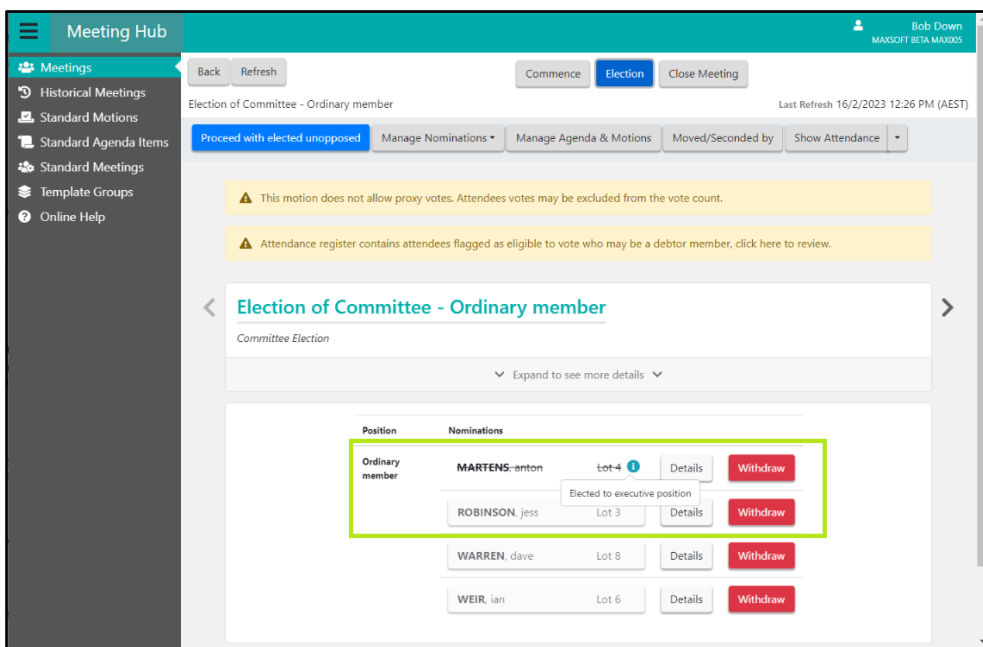 Meeting Hub
Bob Down
MAXSOFT BETA MAX005
Meetings
Historical Meetings
Standard Motions
Standard Agenda Items
Standard Meetings
Template Groups
Online Help
Back Refresh Commence Election Close Meeting
Election of Committee - Ordinary member Last Refresh 16/2/2023 12:26 PM (AEST)
Proceed with elected unopposed Manage Nominations Manage Agenda & Motions Moved/Seconded by Show Attendance
This motion does not allow proxy votes. Attendees votes may be excluded from the vote count.
Attendance register contains attendees flagged as eligible to vote who may be a debtor member, click here to review.
Election of Committee - Ordinary member
Committee Election
Expand to see more details
Position Nominations
Ordinary member MARTENS, anton Lot 4 Details Withdraw
Elected to executive position
ROBINSON, jess Lot 3 Details Withdraw
WARREN, dave Lot 8 Details Withdraw
WEIR, ian Lot 6 Details Withdraw